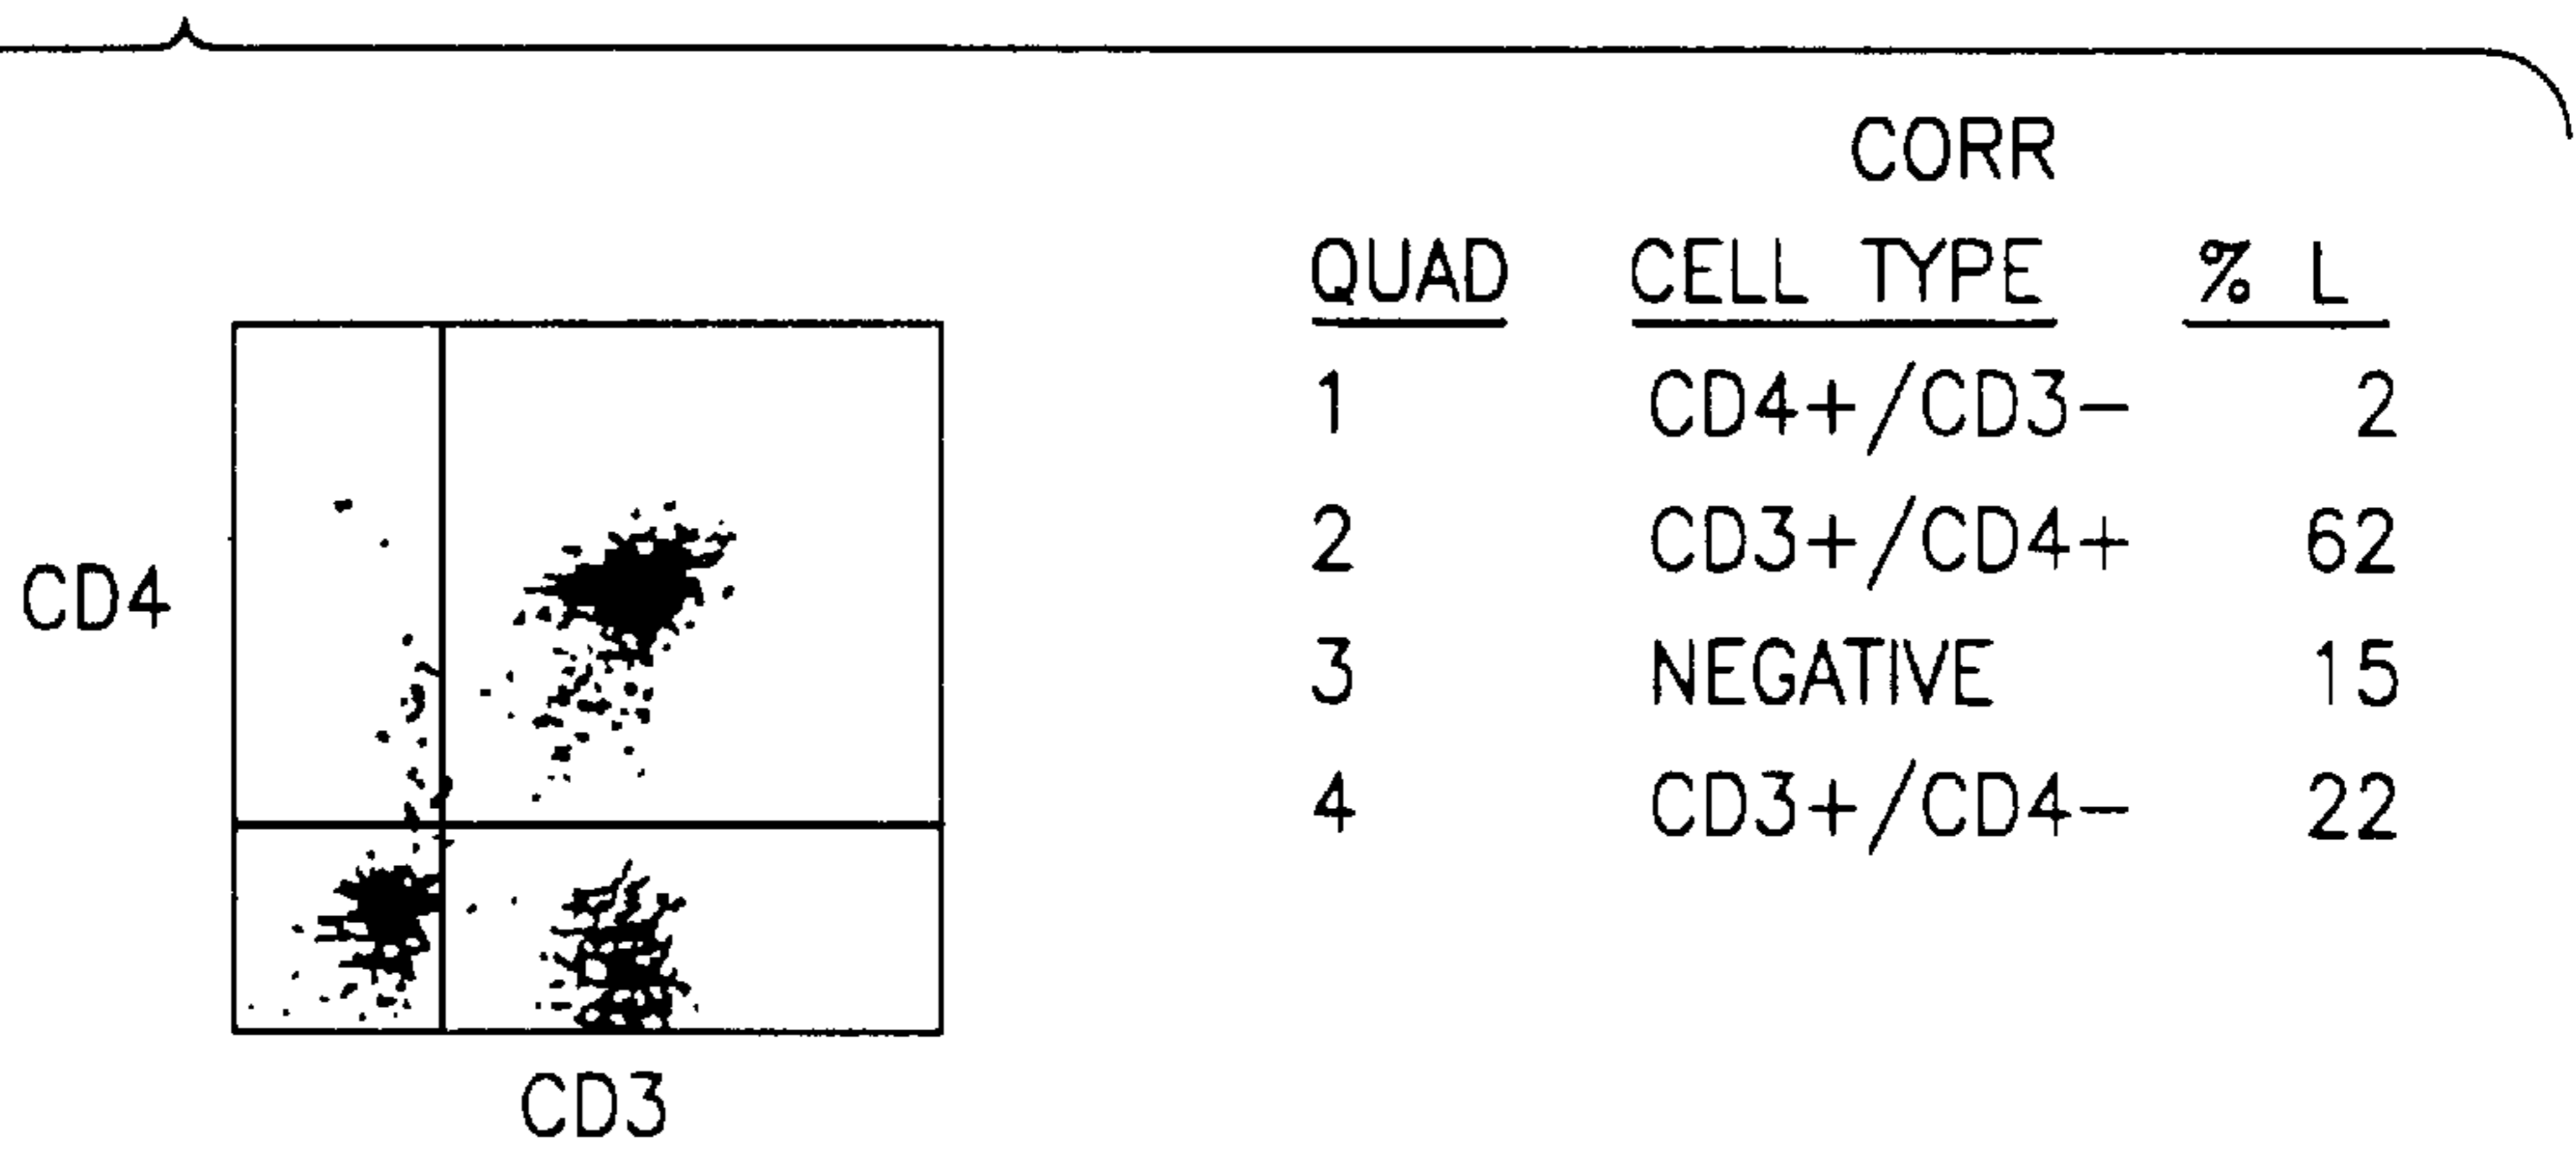 CORR
QUAD CELL TYPE % L
1 CD4+/CD3- 2
2 CD3+/CD4+ 62
3 NEGATIVE 15
4 CD3+/CD4- 22
CD4
CD3